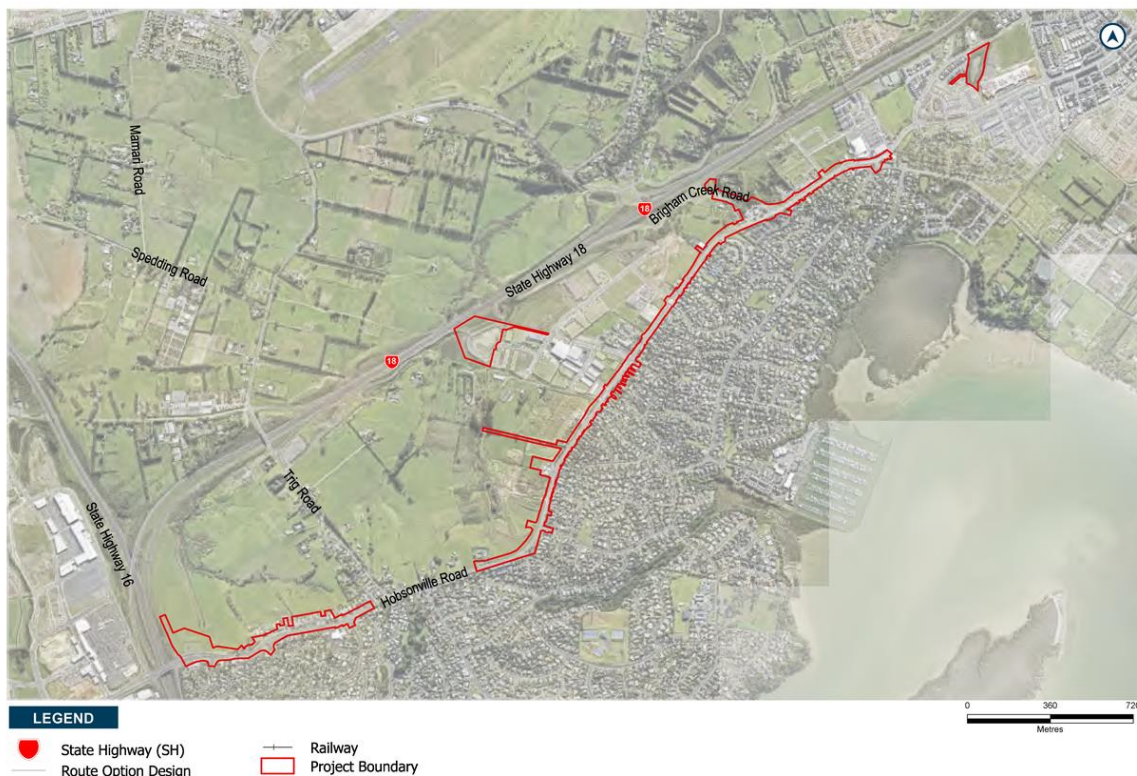 Mamari Road
Spedding Road
18
Brigham Creek Road
State Highway 18
18
Trig Road
State Highway 16
Hobsonville Road
LEGEND
State Highway (SH)
Route Option Design
Railway
Project Boundary
0 360 720
Metres